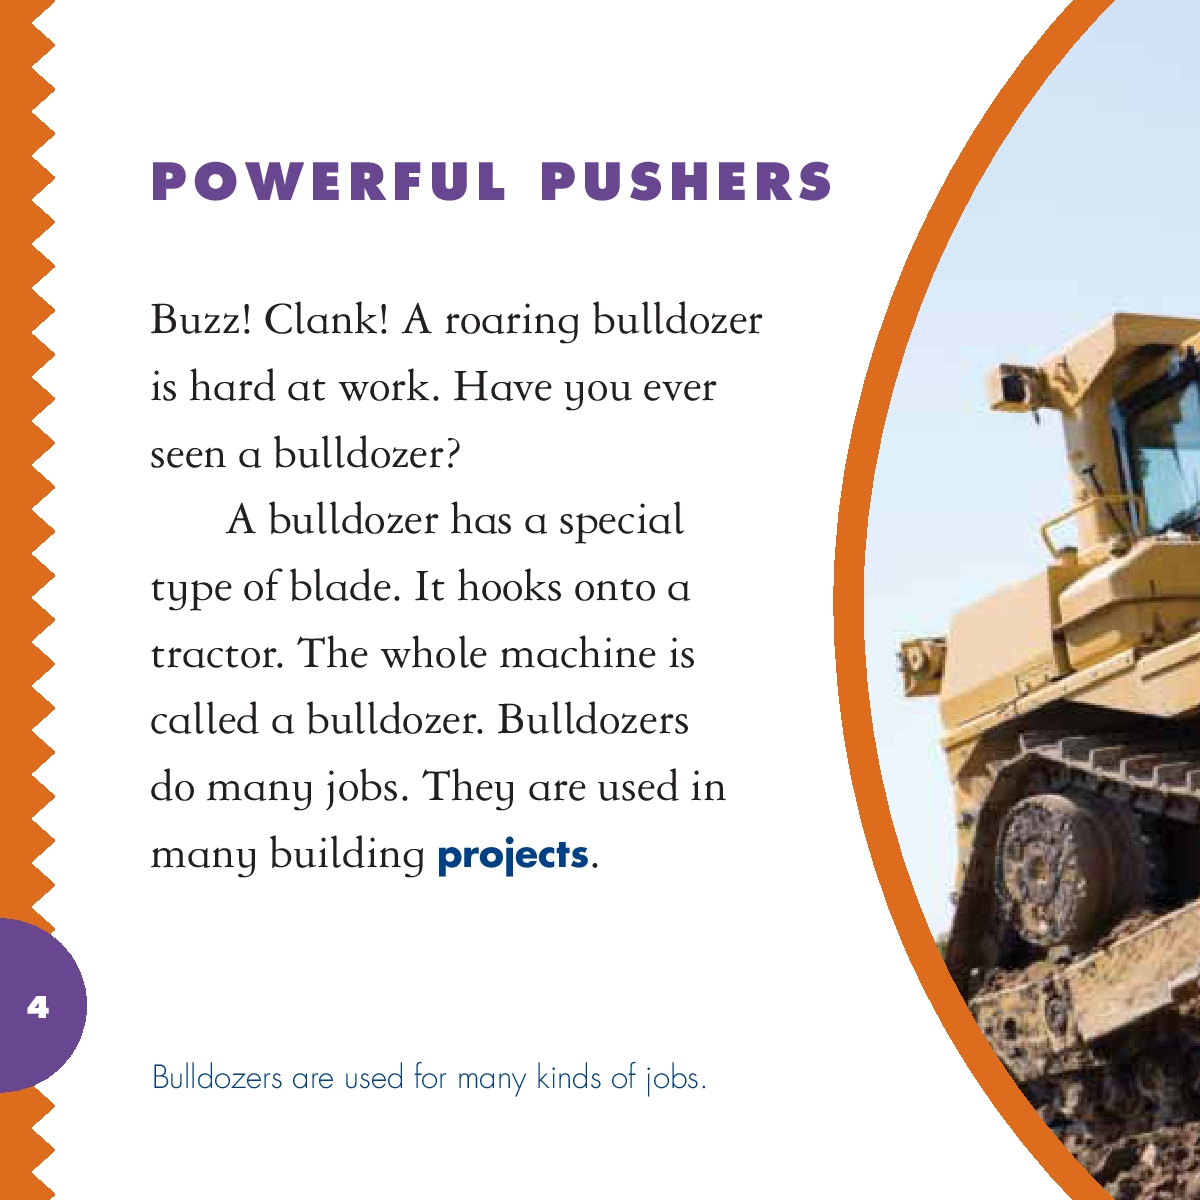 POWERFUL PUSHERS
Buzz! Clank! A roaring bulldozer
is hard at work. Have you ever
seen a bulldozer?
A bulldozer has a special
type of blade. It hooks onto a
tractor. The whole machine is
called a bulldozer. Bulldozers
do many jobs. They are used in
many building projects.
4
Bulldozers are used for many kinds of jobs.